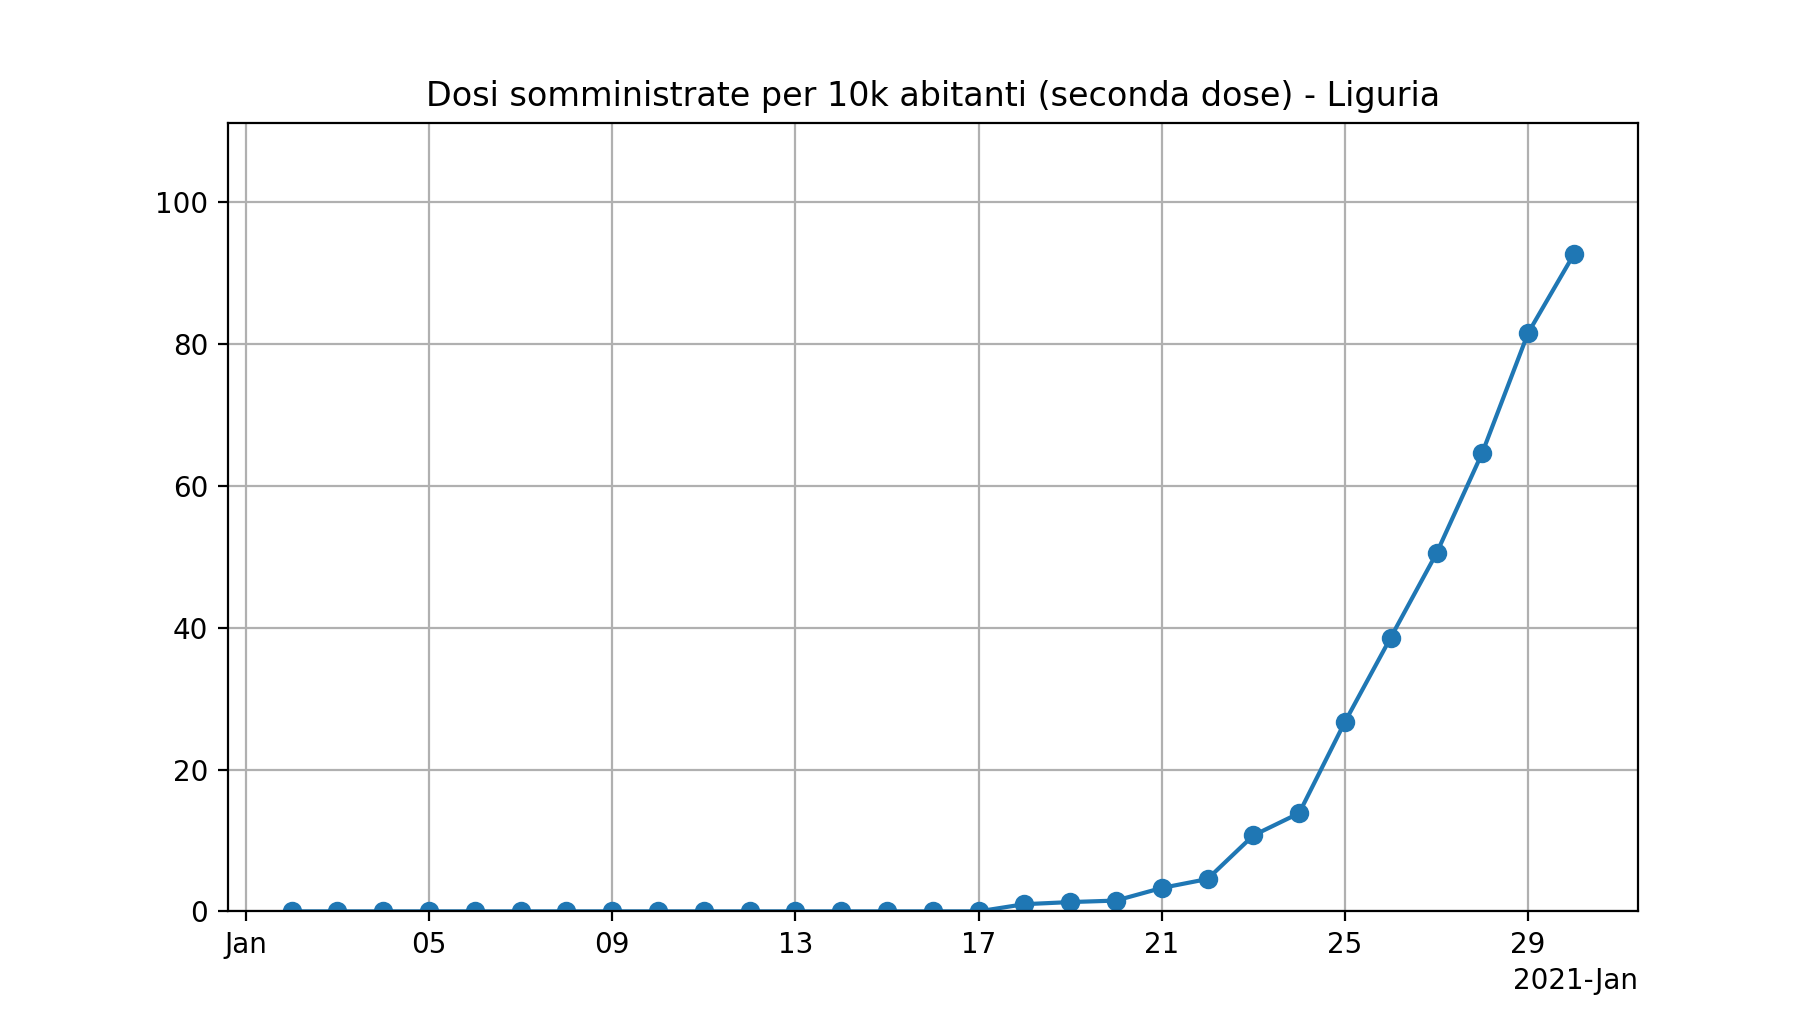 Dosi somministrate per 10k abitanti (seconda dose) - Liguria
100
80
60
40
20
0
Jan 05 09 13 17 21 25 29
2021-Jan